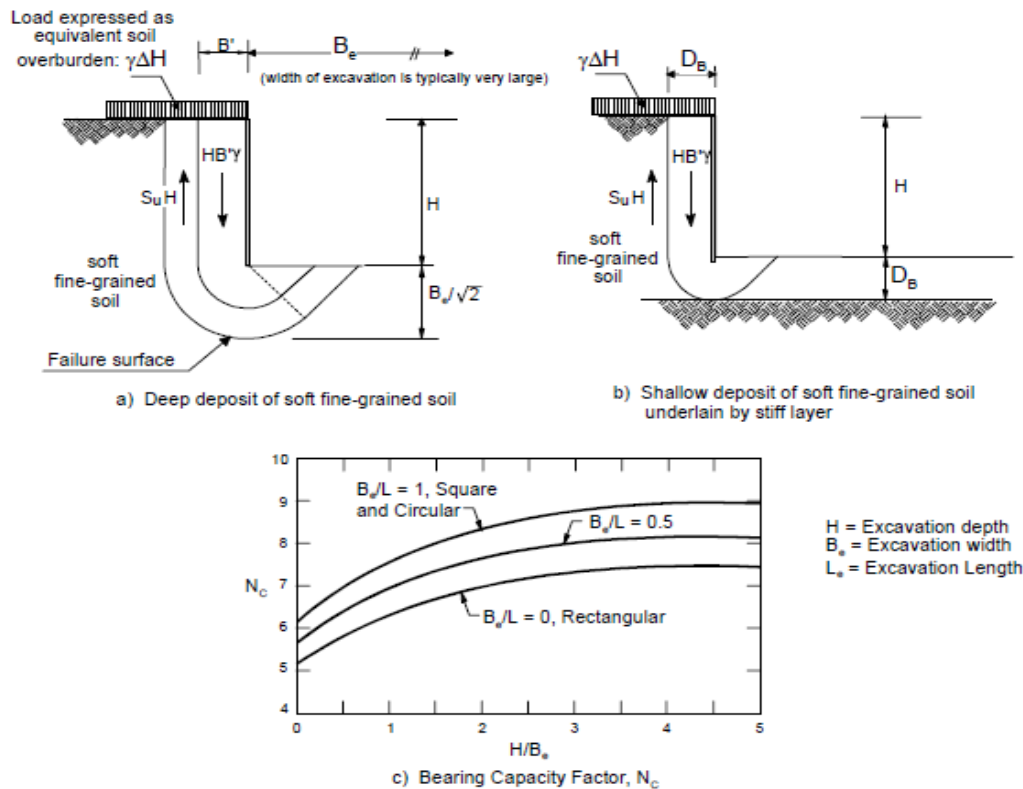 Load expressed as
equivalent soil
overburden: γΔH
B'
Bₑ
(width of excavation is typically very large)
HB'γ
SᵤH
H
soft
fine-grained
soil
Bₑ/√2
Failure surface
a) Deep deposit of soft fine-grained soil
γΔH
D_B
HB'γ
SᵤH
H
soft
fine-grained
soil
D_B
b) Shallow deposit of soft fine-grained soil
underlain by stiff layer
10
9
8
7
6
5
4
N_C
Bₑ/L = 1, Square
and Circular
Bₑ/L = 0.5
Bₑ/L = 0, Rectangular
0
1
2
3
4
5
H/Bₑ
H = Excavation depth
Bₑ = Excavation width
Lₑ = Excavation Length
c) Bearing Capacity Factor, N_C